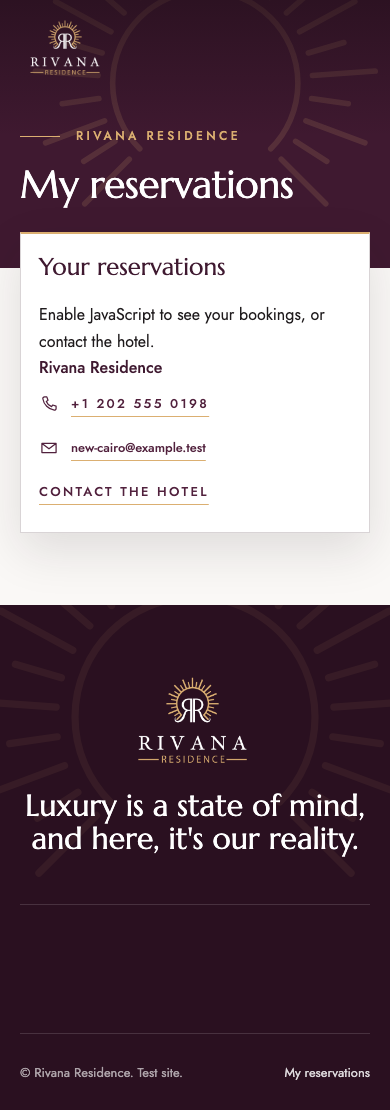 RIVANA
RESIDENCE
RIVANA RESIDENCE
My reservations
Your reservations
Enable JavaScript to see your bookings, or
contact the hotel.
Rivana Residence
+1 202 555 0198
new-cairo@example.test
CONTACT THE HOTEL
RIVANA
RESIDENCE
Luxury is a state of mind,
and here, it's our reality.
© Rivana Residence. Test site.
My reservations